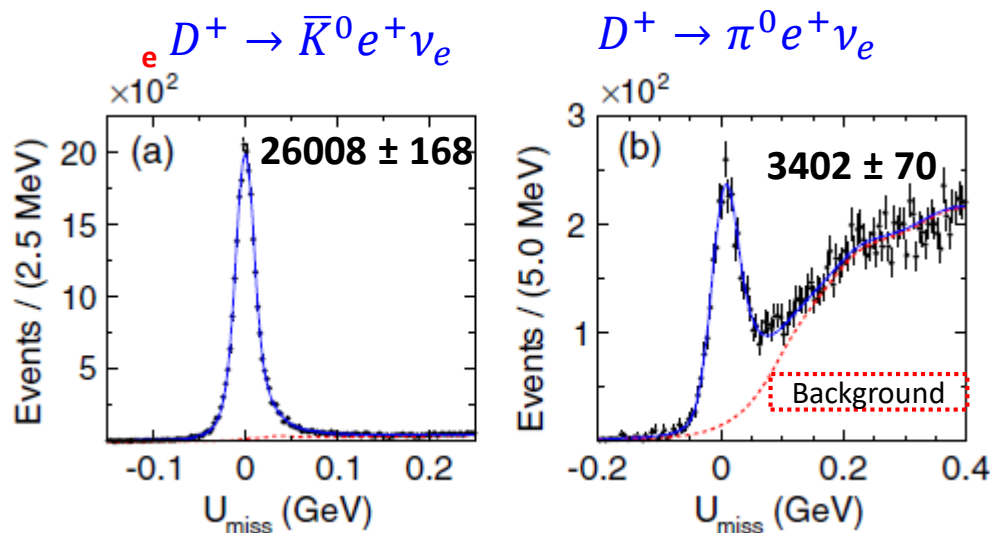 e D⁺ → K̅⁰e⁺νₑ
D⁺ → π⁰e⁺νₑ
×10²
(a)
26008 ± 168
20
15
10
5
Events / (2.5 MeV)
-0.1 0 0.1 0.2
U_miss (GeV)
×10²
3
(b)
3402 ± 70
2
1
Events / (5.0 MeV)
Background
-0.2 0 0.2 0.4
U_miss (GeV)